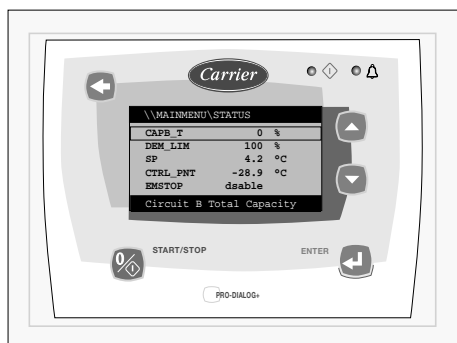 Carrier
\\MAINMENU\STATUS
CAPB_T 0 %
DEM_LIM 100 %
SP 4.2 °C
CTRL_PNT -28.9 °C
EMSTOP dsable
Circuit B Total Capacity
START/STOP
ENTER
PRO-DIALOG+